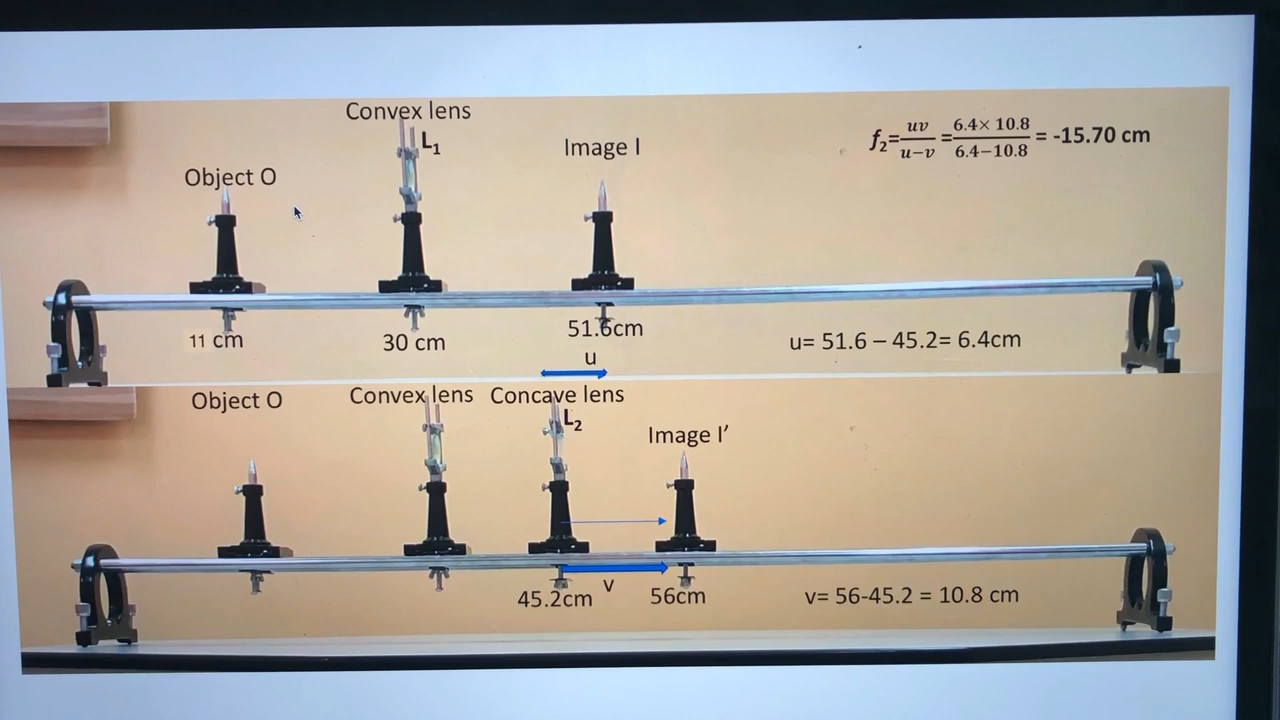 Convex lens
L₁
Object O
Image I
f₂= uv/u−v = 6.4× 10.8/6.4−10.8 = -15.70 cm
11 cm
30 cm
51.6cm
u= 51.6 – 45.2= 6.4cm
u
Object O
Convex lens
Concave lens
L₂
Image I’
45.2cm
v
56cm
v= 56-45.2 = 10.8 cm